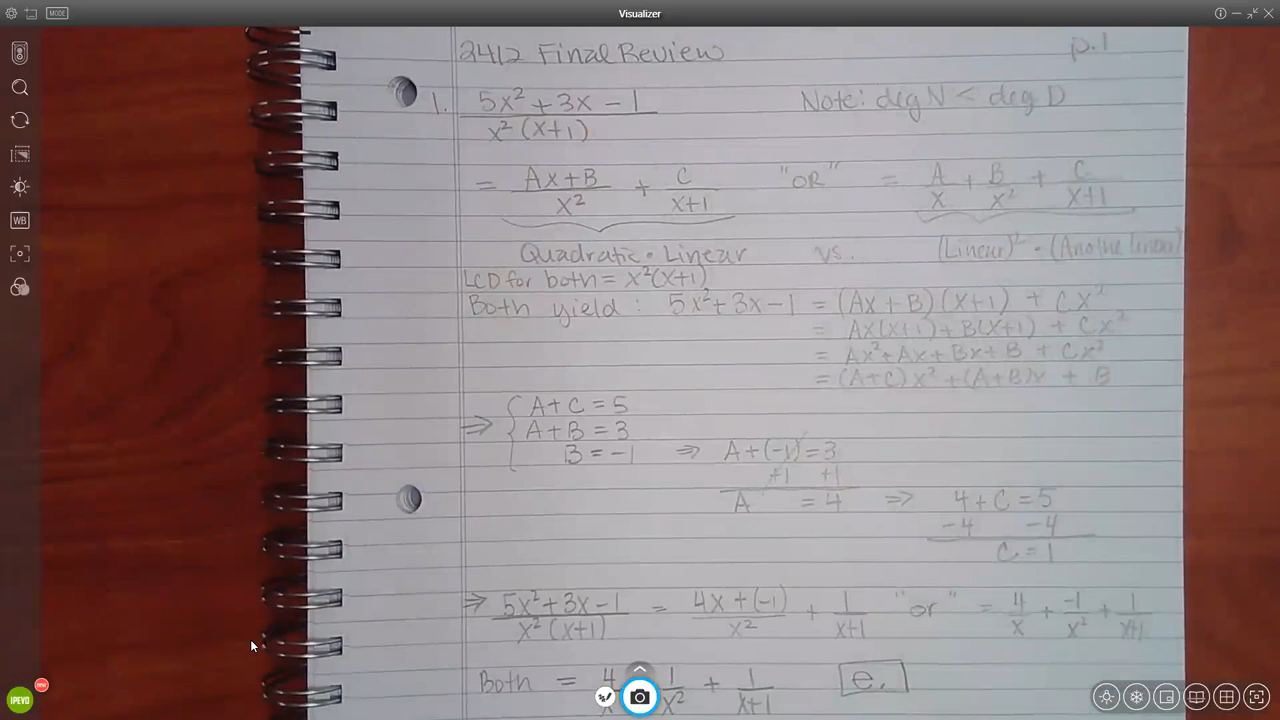 MODE
Visualizer
2412 Final Review p.1
1. 5x² + 3x - 1 / x² (x+1) Note: deg N < deg D
= Ax+B / x² + C / x+1 "OR" = A / x + B / x² + C / x+1
Quadratic · Linear vs. (Linear)² · (Another linear)
LCD for both = x²(x+1)
Both yield: 5x²+3x-1 = (Ax+B)(x+1) + Cx²
= Ax(x+1)+B(x+1) + Cx²
= Ax²+Ax+Bx+B + Cx²
= (A+C)x²+(A+B)x + B
⇒ { A+C = 5
A+B = 3
B = -1 ⇒ A+(-1)=3
+1 +1
A = 4 ⇒ 4+C = 5
-4 -4
C = 1
⇒ 5x²+3x-1 / x²(x+1) = 4x+(-1) / x² + 1 / x+1 "or" = 4 / x + -1 / x² + 1 / x+1
Both = 4 / x 1 / x² + 1 / x+1 e.
WB
IPEVO
new